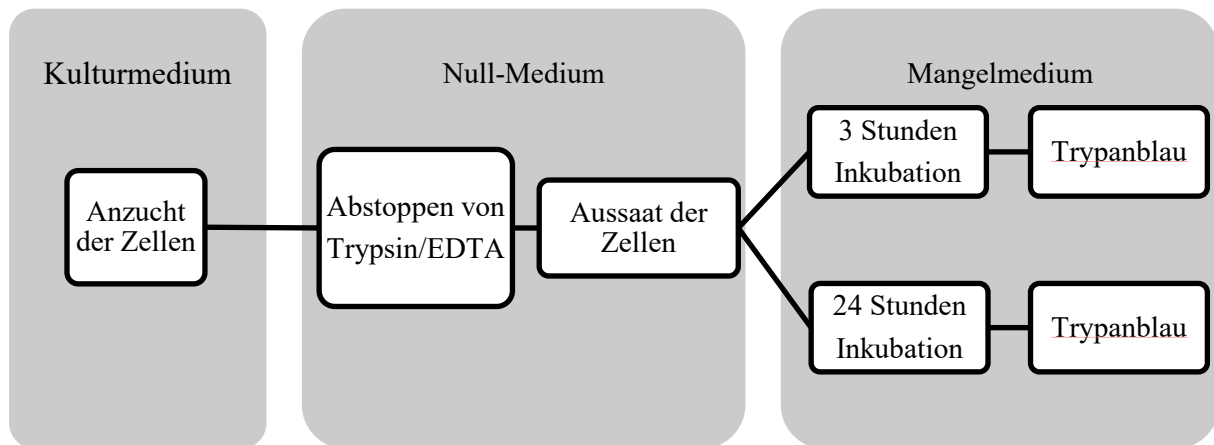 Kulturmedium
Anzucht
der Zellen
Null-Medium
Abstoppen von
Trypsin/EDTA
Aussaat der
Zellen
Mangelmedium
3 Stunden
Inkubation
Trypanblau
24 Stunden
Inkubation
Trypanblau